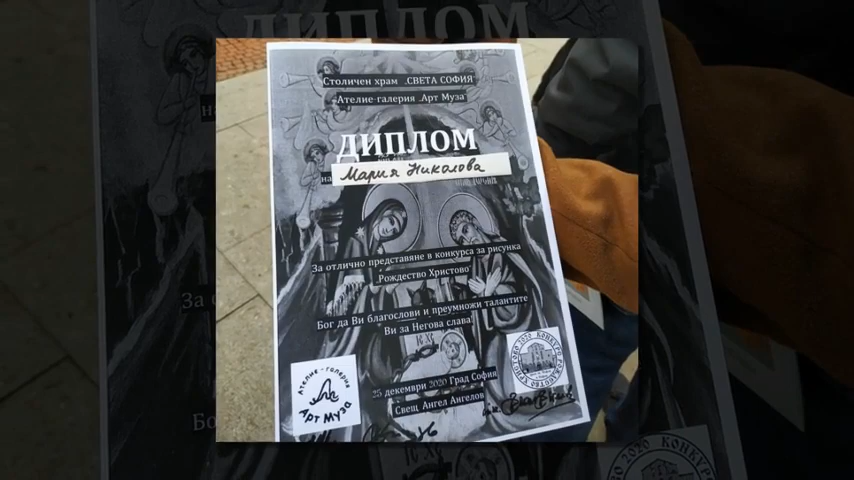 Столичен храм „СВЕТА СОФИЯ"
Ателие-галерия „Арт Муза"
ДИПЛОМ
на Мария Николова
За отлично представяне в конкурса за рисунка
„Рождество Христово"
Бог да Ви благослови и преумножи талантите
Ви за Негова слава!
Ателие-галерия
Арт Муза
25 декември 2020 Град София
Свещ. Ангел Ангелов